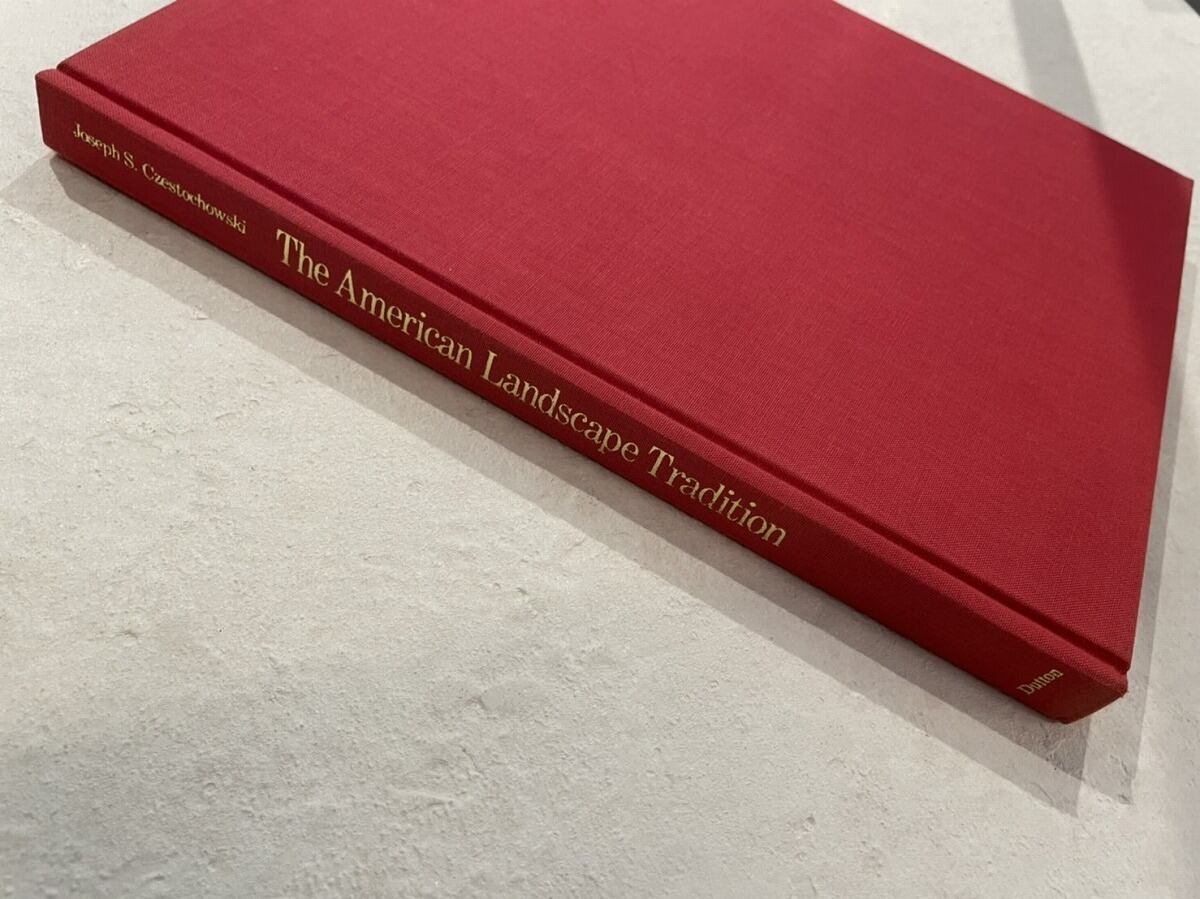 Joseph S. Czestochowski
The American Landscape Tradition
Dutton